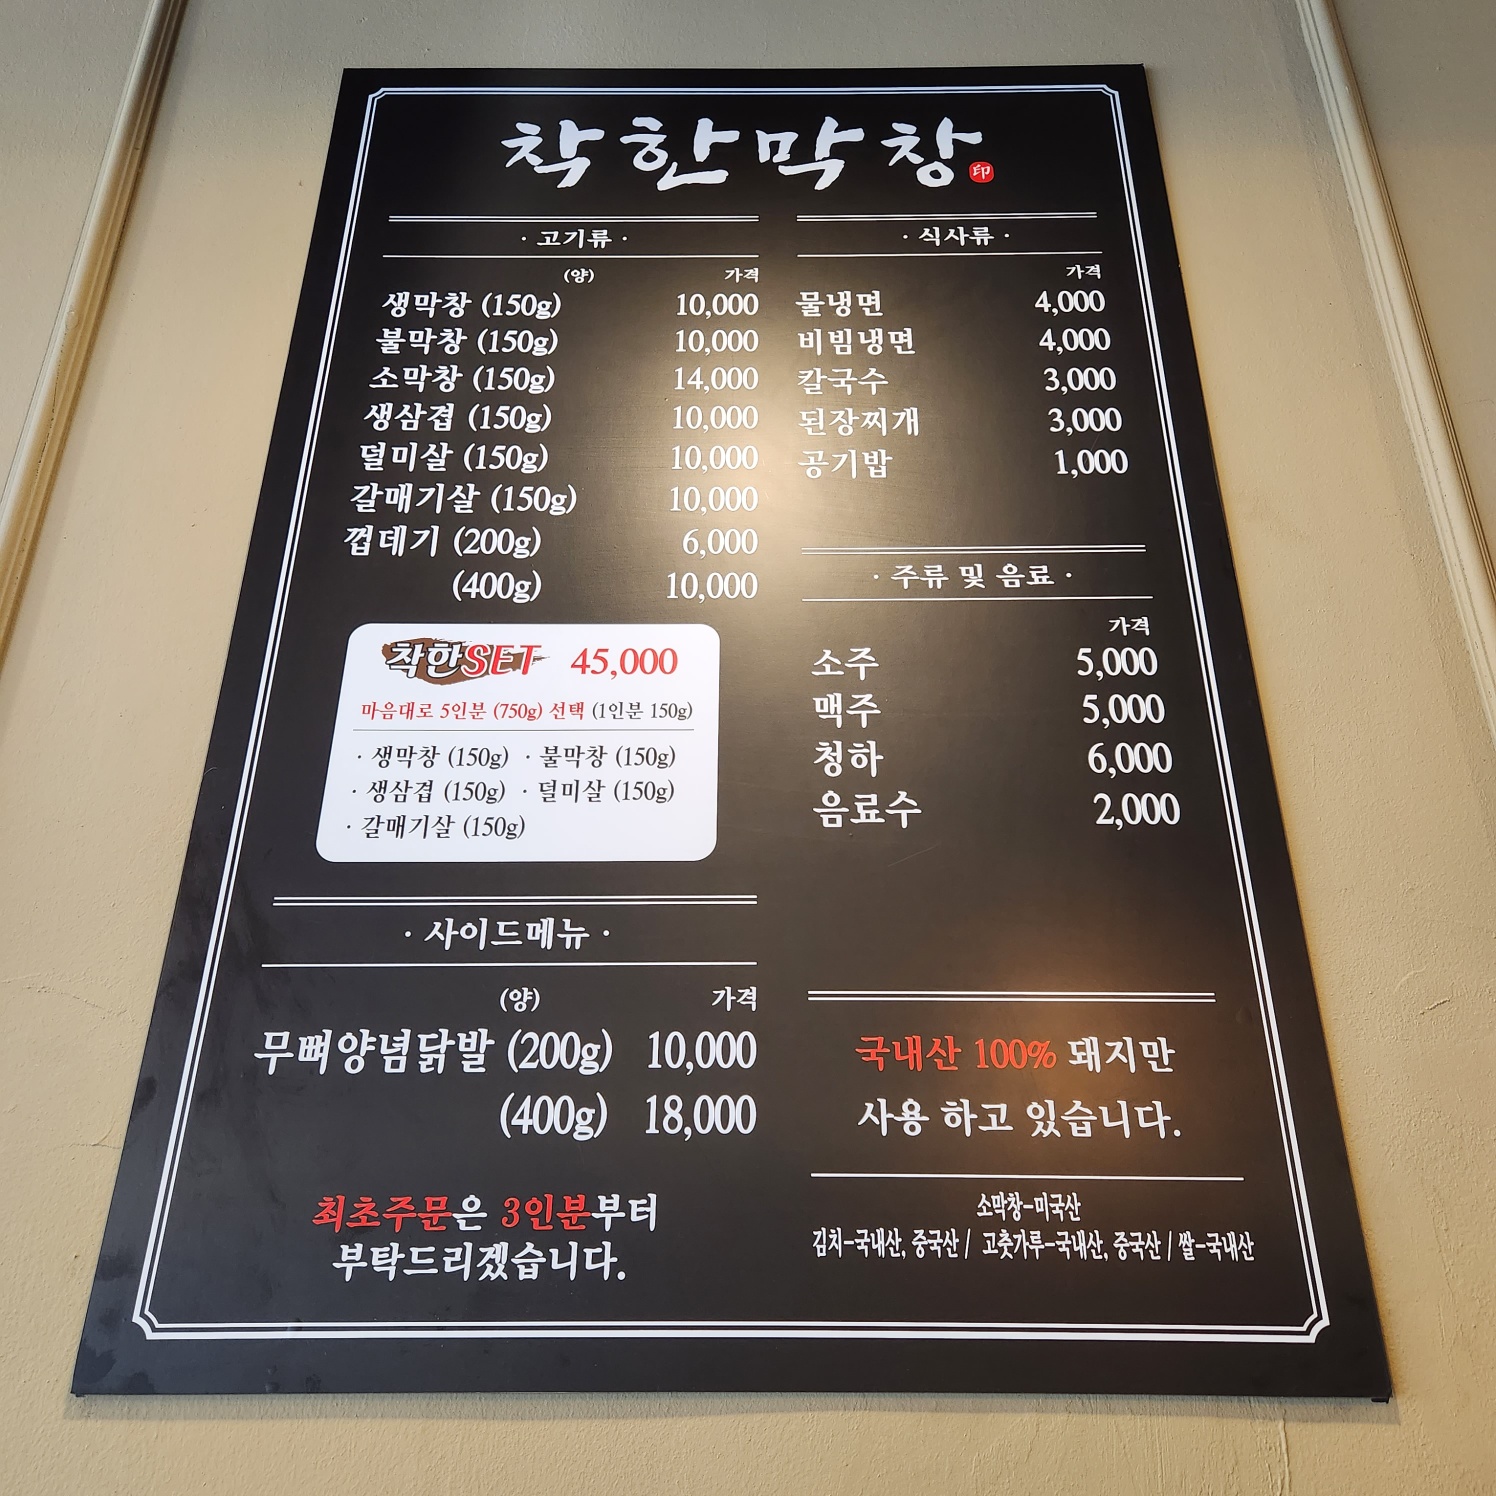 착한막창
印
· 고기류 ·
(양) 가격
생막창 (150g) 10,000
불막창 (150g) 10,000
소막창 (150g) 14,000
생삼겹 (150g) 10,000
덜미살 (150g) 10,000
갈매기살 (150g) 10,000
껍데기 (200g) 6,000
(400g) 10,000
착한SET 45,000
마음대로 5인분 (750g) 선택 (1인분 150g)
· 생막창 (150g) · 불막창 (150g)
· 생삼겹 (150g) · 덜미살 (150g)
· 갈매기살 (150g)
· 사이드메뉴 ·
(양) 가격
무뼈양념닭발 (200g) 10,000
(400g) 18,000
최초주문은 3인분부터
부탁드리겠습니다.
· 식사류 ·
가격
물냉면 4,000
비빔냉면 4,000
칼국수 3,000
된장찌개 3,000
공기밥 1,000
· 주류 및 음료 ·
가격
소주 5,000
맥주 5,000
청하 6,000
음료수 2,000
국내산 100% 돼지만
사용 하고 있습니다.
소막창-미국산
김치-국내산, 중국산 / 고춧가루-국내산, 중국산 / 쌀-국내산